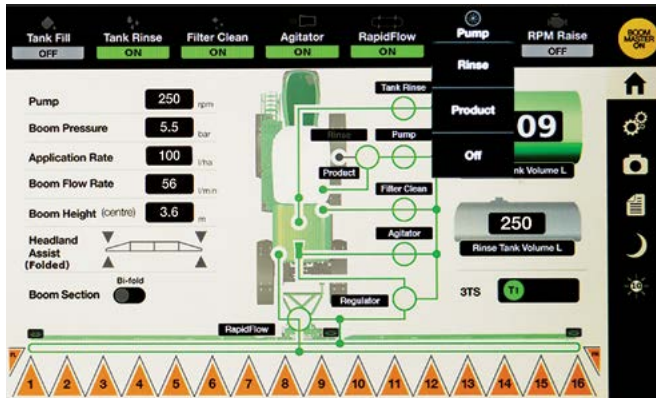 Tank Fill
OFF
Tank Rinse
ON
Filter Clean
ON
Agitator
ON
RapidFlow
ON
Pump
Rinse
Product
Off
RPM Raise
OFF
BOOM
MASTER
ON
Pump 250 rpm
Boom Pressure 5.5 bar
Application Rate 100 l/ha
Boom Flow Rate 56 l/min
Boom Height (centre) 3.6 m
Headland
Assist
(Folded)
Bi-fold
Boom Section
Tank Rinse
Rinse
Pump
Product
Filter Clean
Agitator
Regulator
RapidFlow
09
nk Volume L
250
Rinse Tank Volume L
3TS T1
1 2 3 4 5 6 7 8 9 10 11 12 13 14 15 16